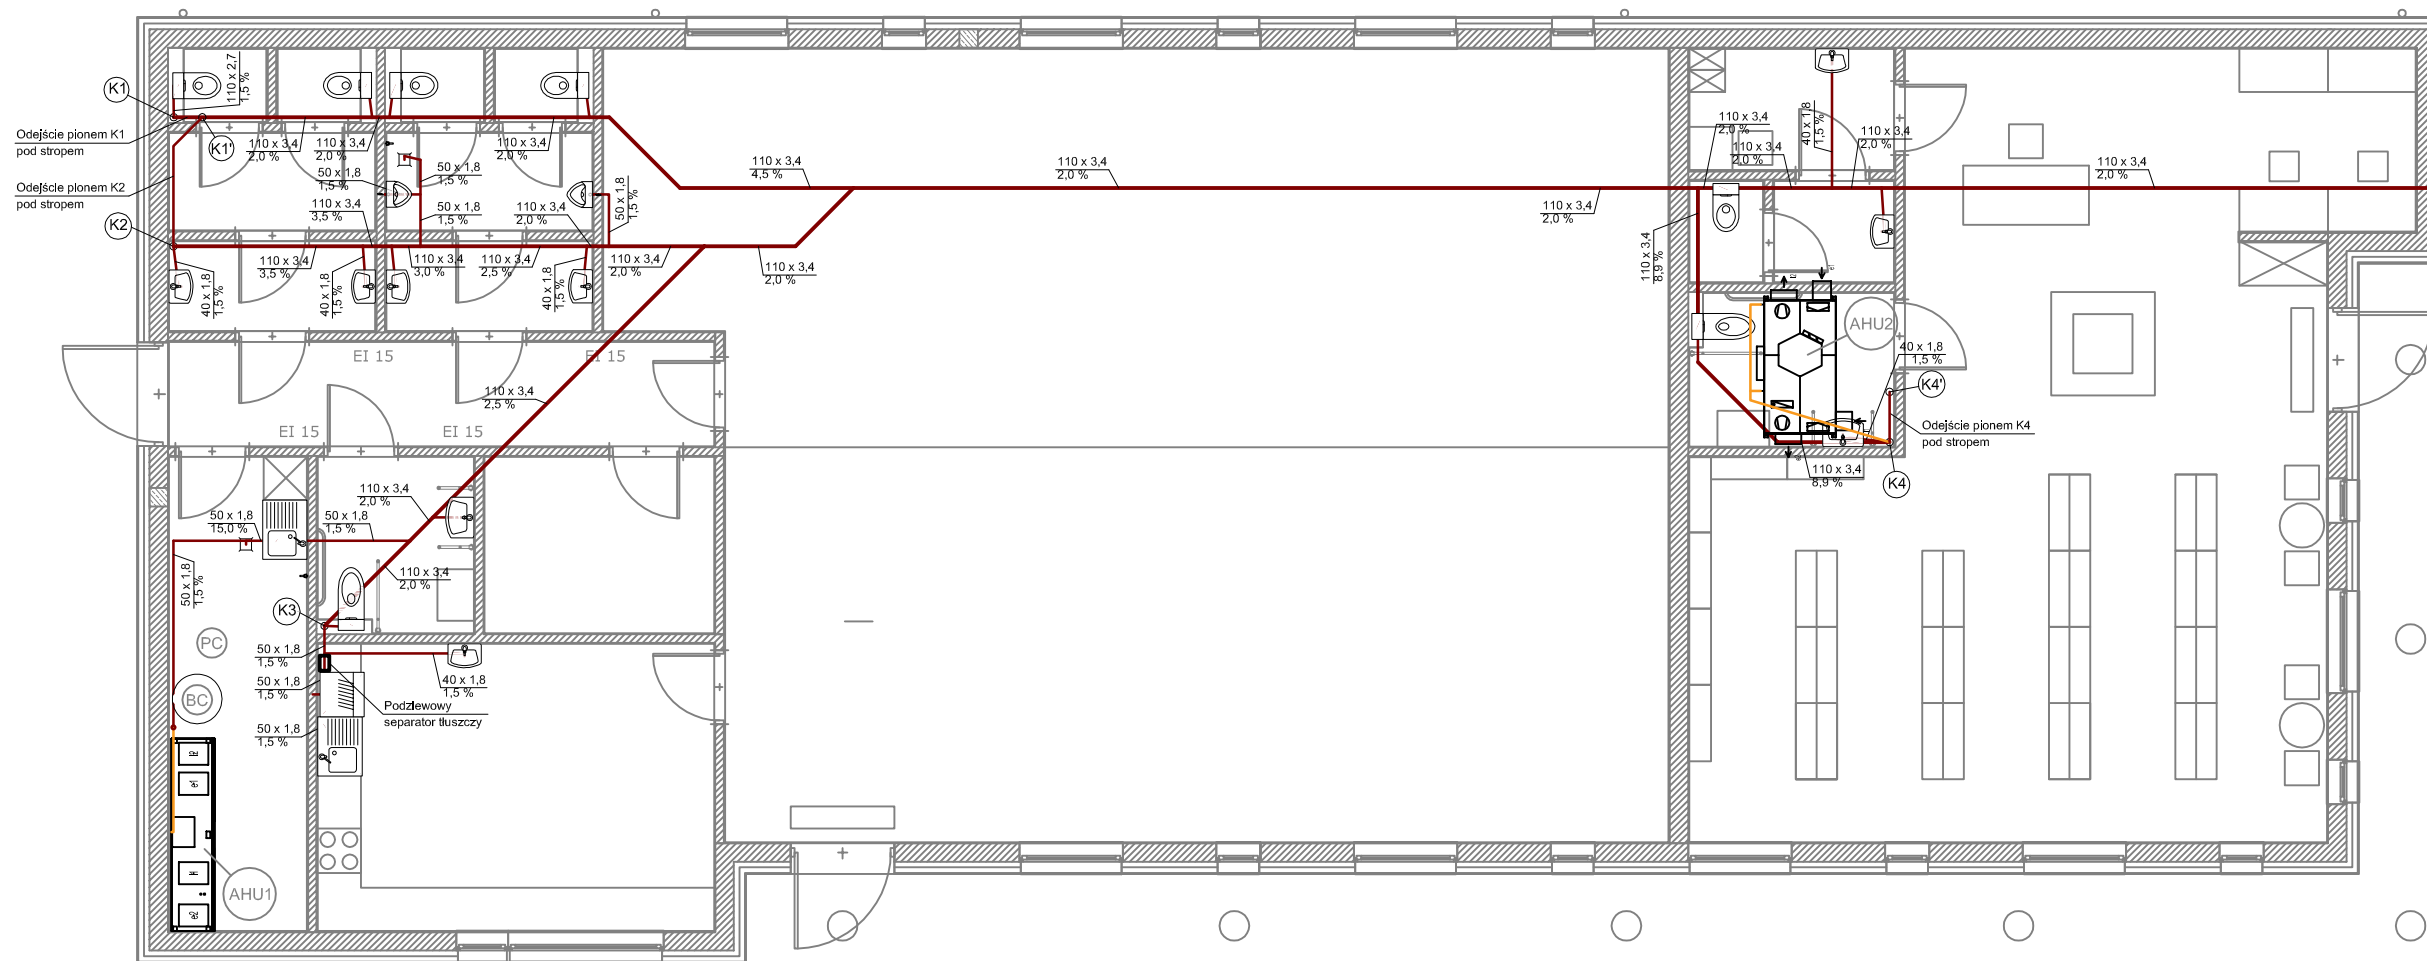 K1
110 x 2,7
1,5 %
Odejście pionem K1
pod stropem
K1'
110 x 3,4
2,0 %
110 x 3,4
2,0 %
110 x 3,4
2,0 %
Odejście pionem K2
pod stropem
K2
50 x 1,8
1,5 %
50 x 1,8
1,5 %
50 x 1,8
1,5 %
50 x 1,8
1,5 %
110 x 3,4
3,5 %
110 x 3,4
2,0 %
110 x 3,4
3,5 %
110 x 3,4
3,0 %
110 x 3,4
2,5 %
110 x 3,4
2,0 %
110 x 3,4
2,0 %
40 x 1,8
1,5 %
40 x 1,8
1,5 %
40 x 1,8
1,5 %
110 x 3,4
4,5 %
110 x 3,4
2,0 %
110 x 3,4
2,0 %
110 x 3,4
2,0 %
110 x 3,4
2,0 %
40 x 1,8
1,5 %
110 x 3,4
2,0 %
110 x 3,4
2,0 %
110 x 3,4
8,9 %
AHU2
40 x 1,8
1,5 %
K4'
Odejście pionem K4
pod stropem
110 x 3,4
8,9 %
K4
EI 15
EI 15
EI 15
EI 15
110 x 3,4
2,5 %
110 x 3,4
2,0 %
50 x 1,8
15,0 %
50 x 1,8
1,5 %
50 x 1,8
1,5 %
110 x 3,4
2,0 %
K3
PC
BC
50 x 1,8
1,5 %
50 x 1,8
1,5 %
50 x 1,8
1,5 %
40 x 1,8
1,5 %
Podzlewowy
separator tłuszczy
e1
e2
AHU1